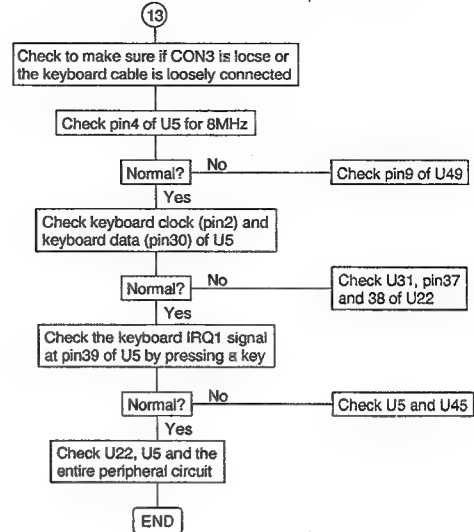 13
Check to make sure if CON3 is locse or
the keyboard cable is loosely connected
Check pin4 of U5 for 8MHz
Normal?
No
Check pin9 of U49
Yes
Check keyboard clock (pin2) and
keyboard data (pin30) of U5
Normal?
No
Check U31, pin37
and 38 of U22
Yes
Check the keyboard IRQ1 signal
at pin39 of U5 by pressing a key
Normal?
No
Check U5 and U45
Yes
Check U22, U5 and the
entire peripheral circuit
END